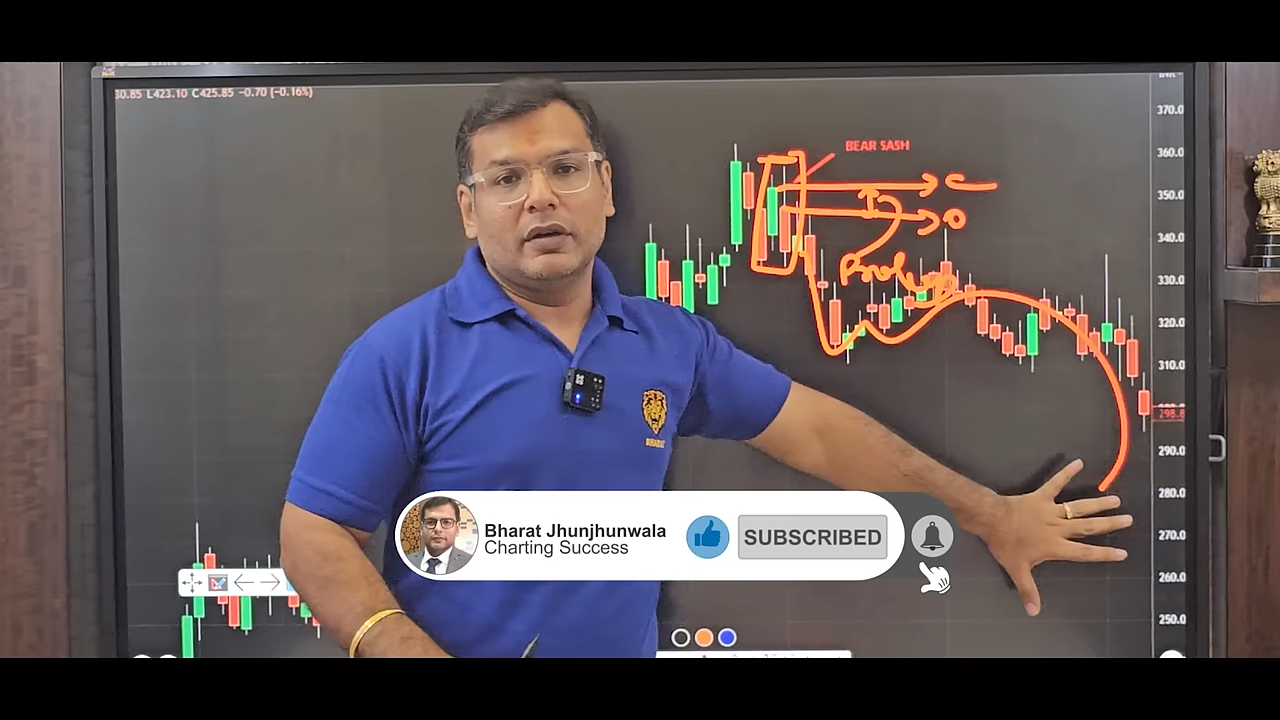 30.85 L423.10 C425.85 -0.70 (-0.16%)
370.0
BEAR SASH
360.0
350.0
C
340.0
O
330.0
320.0
310.0
298.8
290.0
280.0
270.0
260.0
250.0
BHARAT
Bharat Jhunjhunwala
Charting Success
SUBSCRIBED